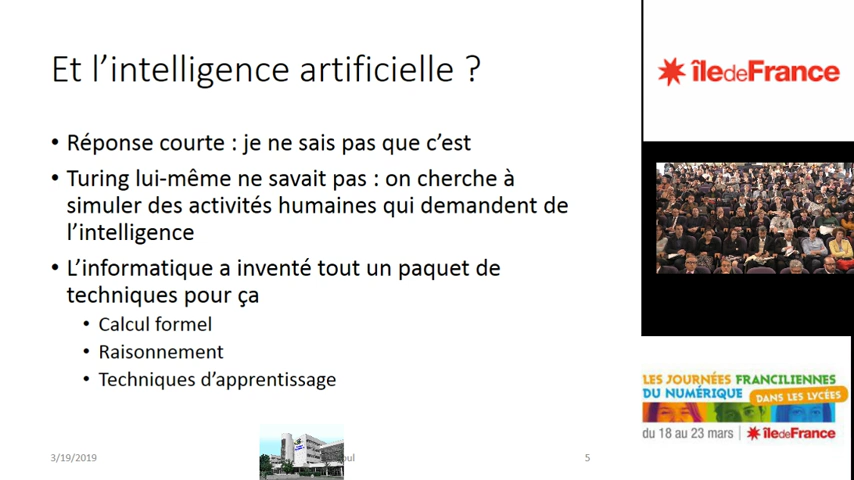 Et l’intelligence artificielle ?
• Réponse courte : je ne sais pas que c’est
• Turing lui-même ne savait pas : on cherche à
simuler des activités humaines qui demandent de
l’intelligence
• L’informatique a inventé tout un paquet de
techniques pour ça
• Calcul formel
• Raisonnement
• Techniques d’apprentissage
3/19/2019
5
îledeFrance
LES JOURNÉES FRANCILIENNES
DU NUMÉRIQUE DANS LES LYCÉES
du 18 au 23 mars | îledeFrance